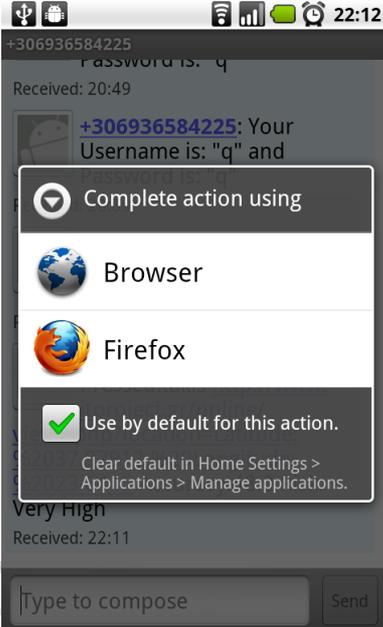 22:12
+306936584225
Password is: "q"
Received: 20:49
+306936584225: Your
Username is: "q" and
Password is: "q"
Complete action using
Browser
Firefox
Use by default for this action.
Clear default in Home Settings >
Applications > Manage applications.
Very High
Received: 22:11
Type to compose
Send